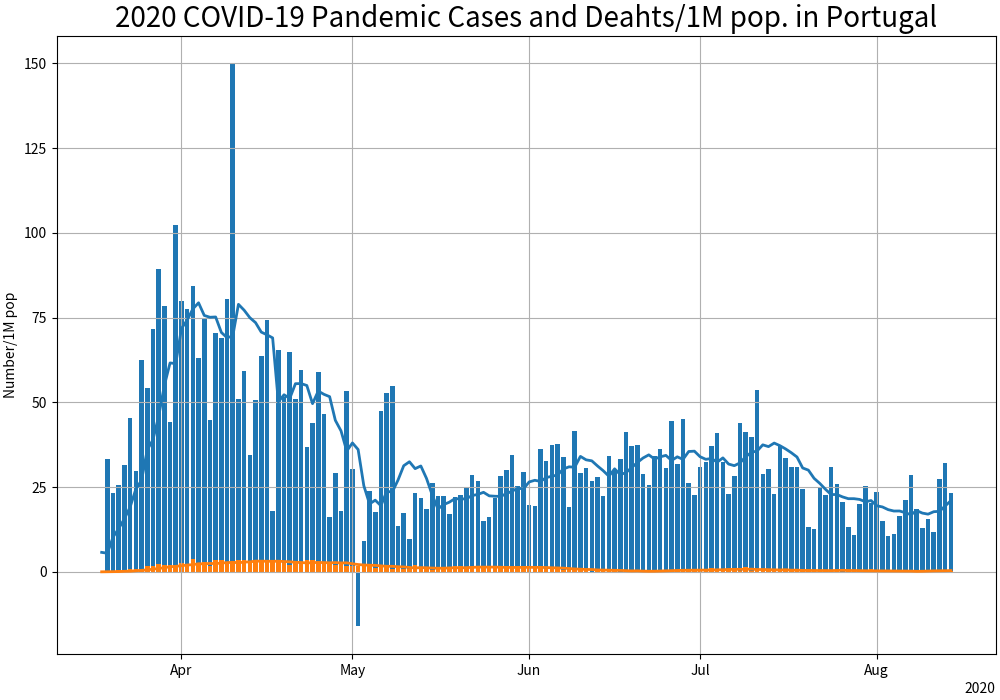 2020 COVID-19 Pandemic Cases and Deahts/1M pop. in Portugal
150
125
100
75
50
25
0
Number/1M pop
Apr
May
Jun
Jul
Aug
2020